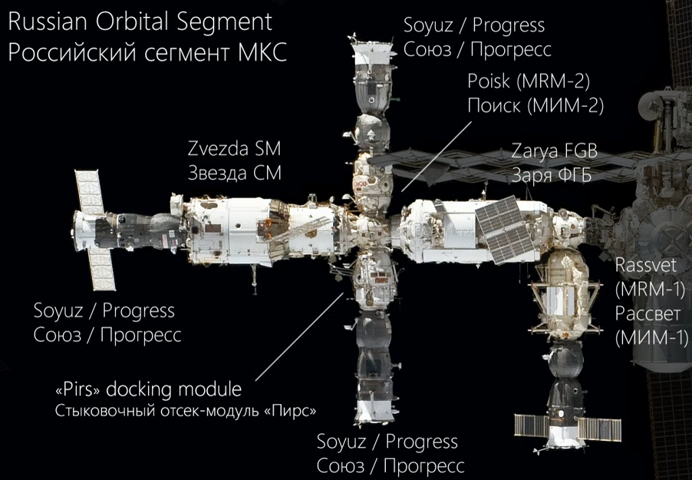 Russian Orbital Segment
Российский сегмент МКС
Soyuz / Progress
Союз / Прогресс
Poisk (MRM-2)
Поиск (МИМ-2)
Zvezda SM
Звезда СМ
Zarya FGB
Заря ФГБ
Rassvet
(MRM-1)
Рассвет
(МИМ-1)
Soyuz / Progress
Союз / Прогресс
«Pirs» docking module
Стыковочный отсек-модуль «Пирс»
Soyuz / Progress
Союз / Прогресс